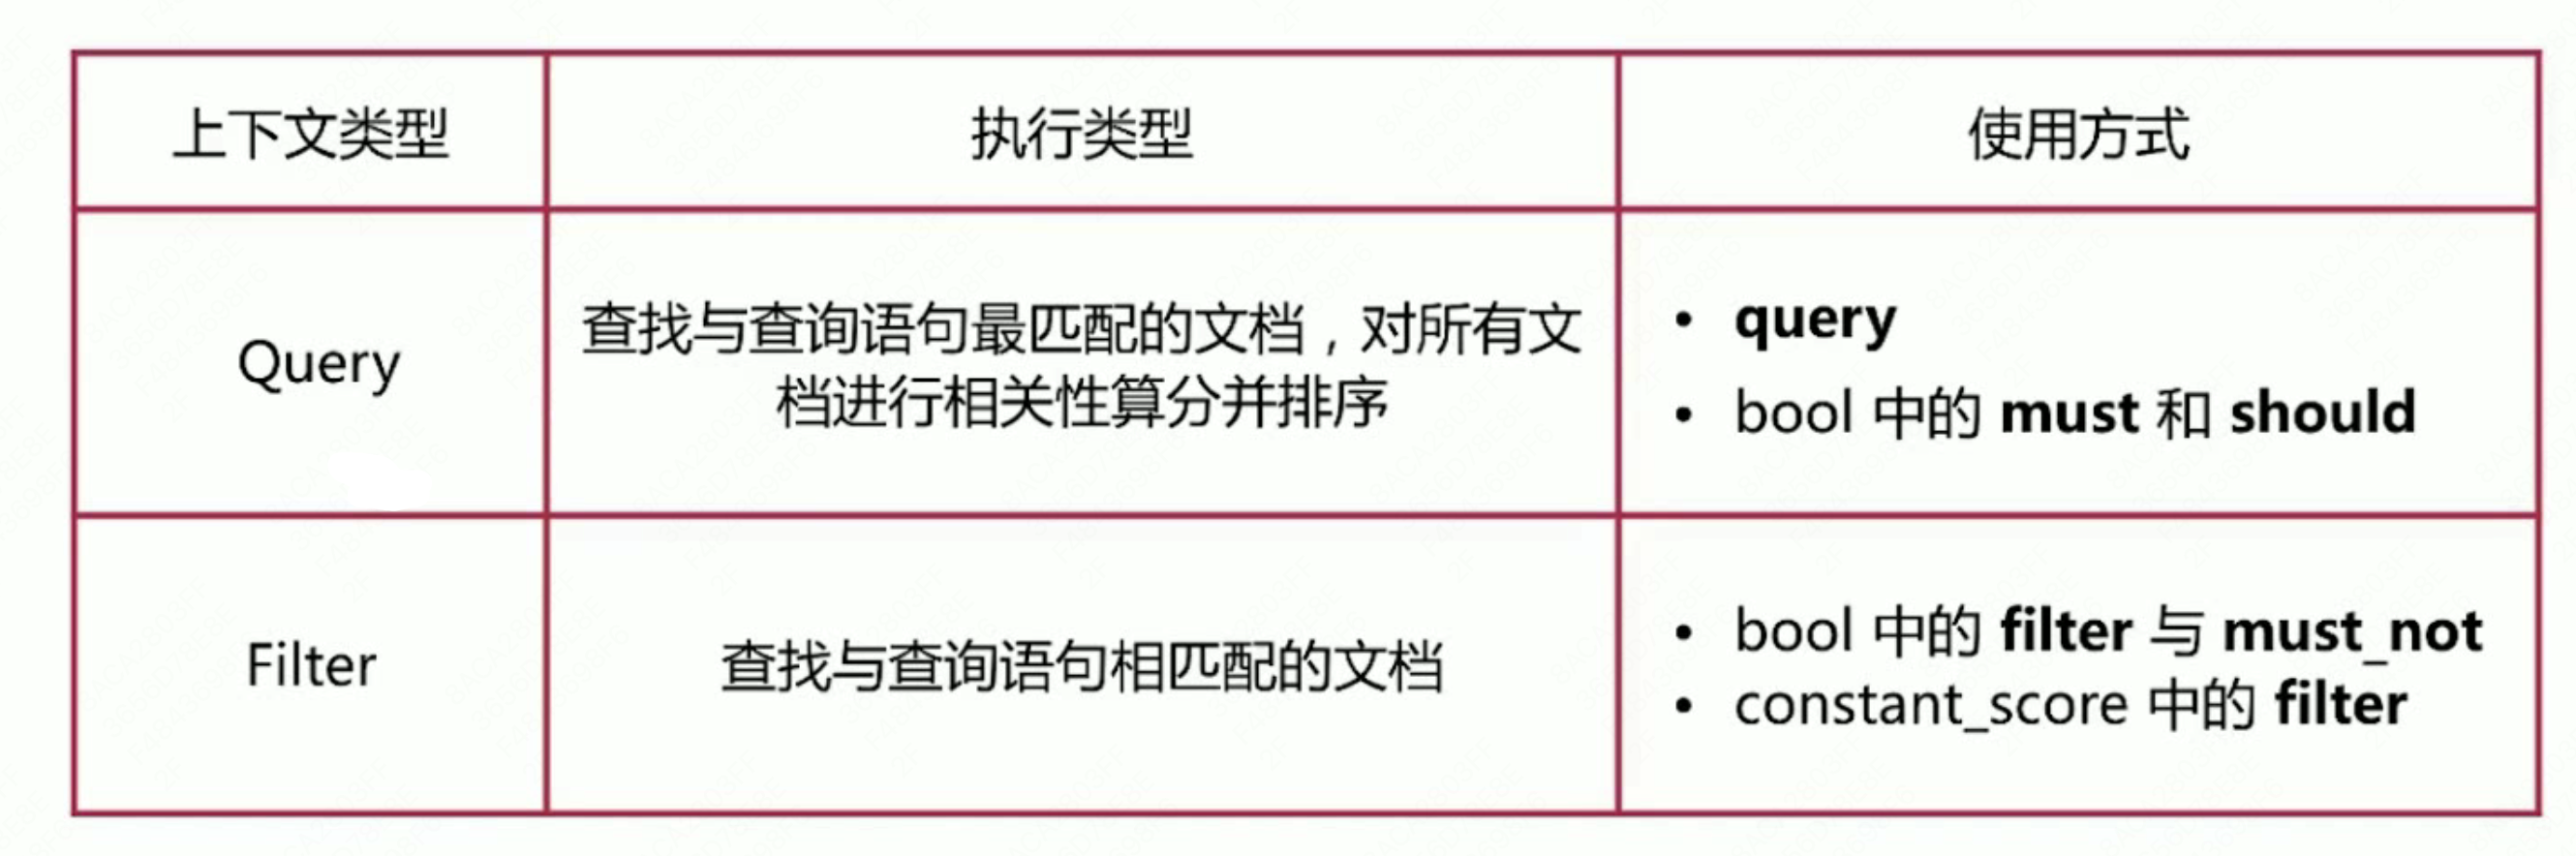 上下文类型
执行类型
使用方式
Query
查找与查询语句最匹配的文档，对所有文
档进行相关性算分并排序
• query
• bool 中的 must 和 should
Filter
查找与查询语句相匹配的文档
• bool 中的 filter 与 must_not
• constant_score 中的 filter